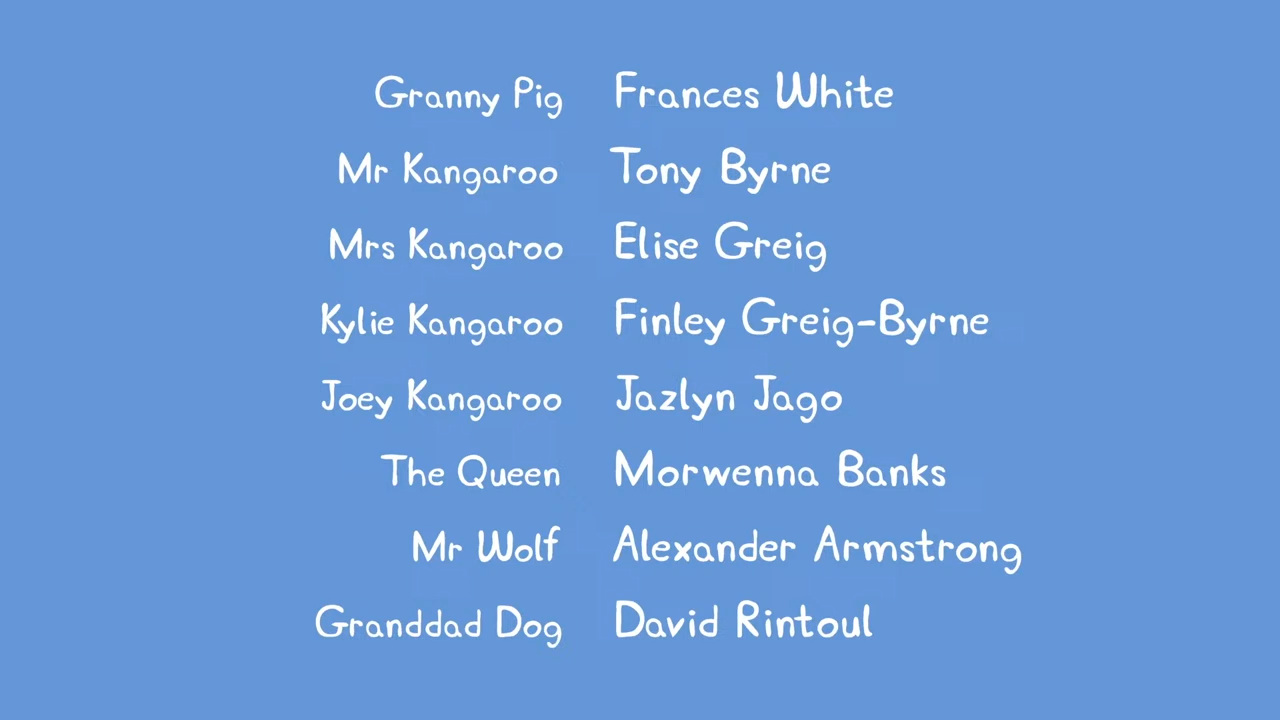 Granny Pig Frances White
Mr Kangaroo Tony Byrne
Mrs Kangaroo Elise Greig
Kylie Kangaroo Finley Greig-Byrne
Joey Kangaroo Jazlyn Jago
The Queen Morwenna Banks
Mr Wolf Alexander Armstrong
Granddad Dog David Rintoul